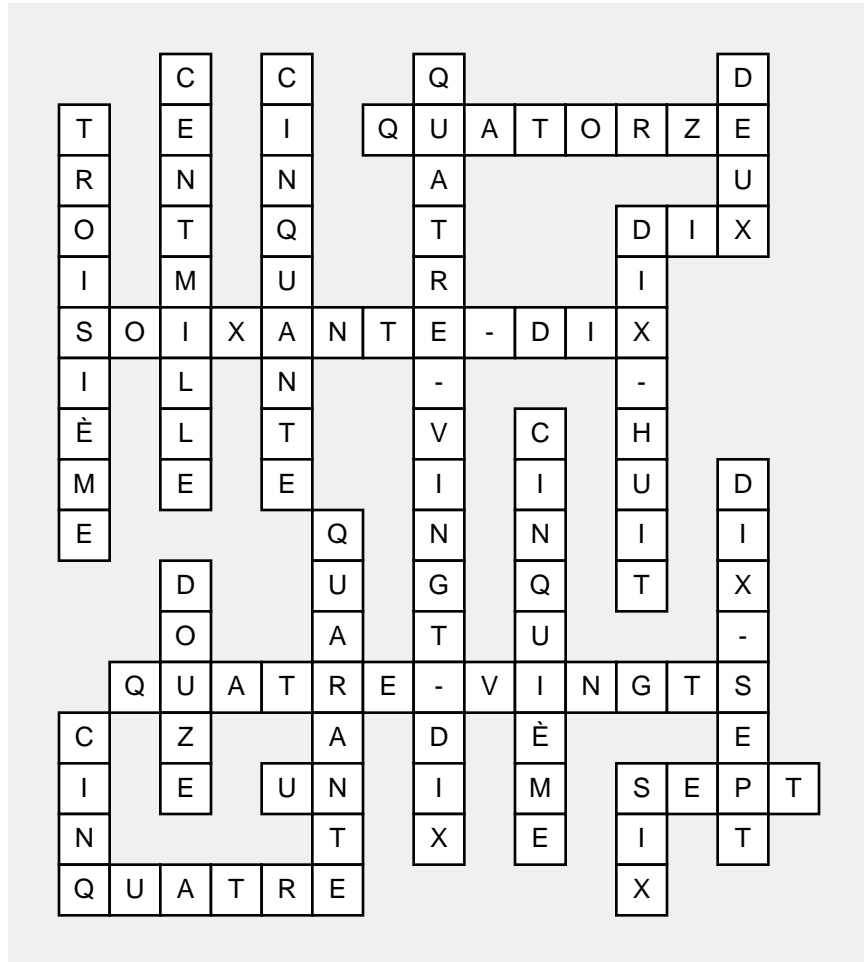 CENTMILLE
CINQUANTE
QUATRE-VINGT-DIX
DEUX
TROISIÈME
QUATORZE
DIX
DIX-HUIT
SOIXANTE-DIX
CINQUIÈME
DIX-SEPT
QUARANTE
DOUZE
QUATRE-VINGTS
CINQ
UN
SEPT
SIX
QUATRE